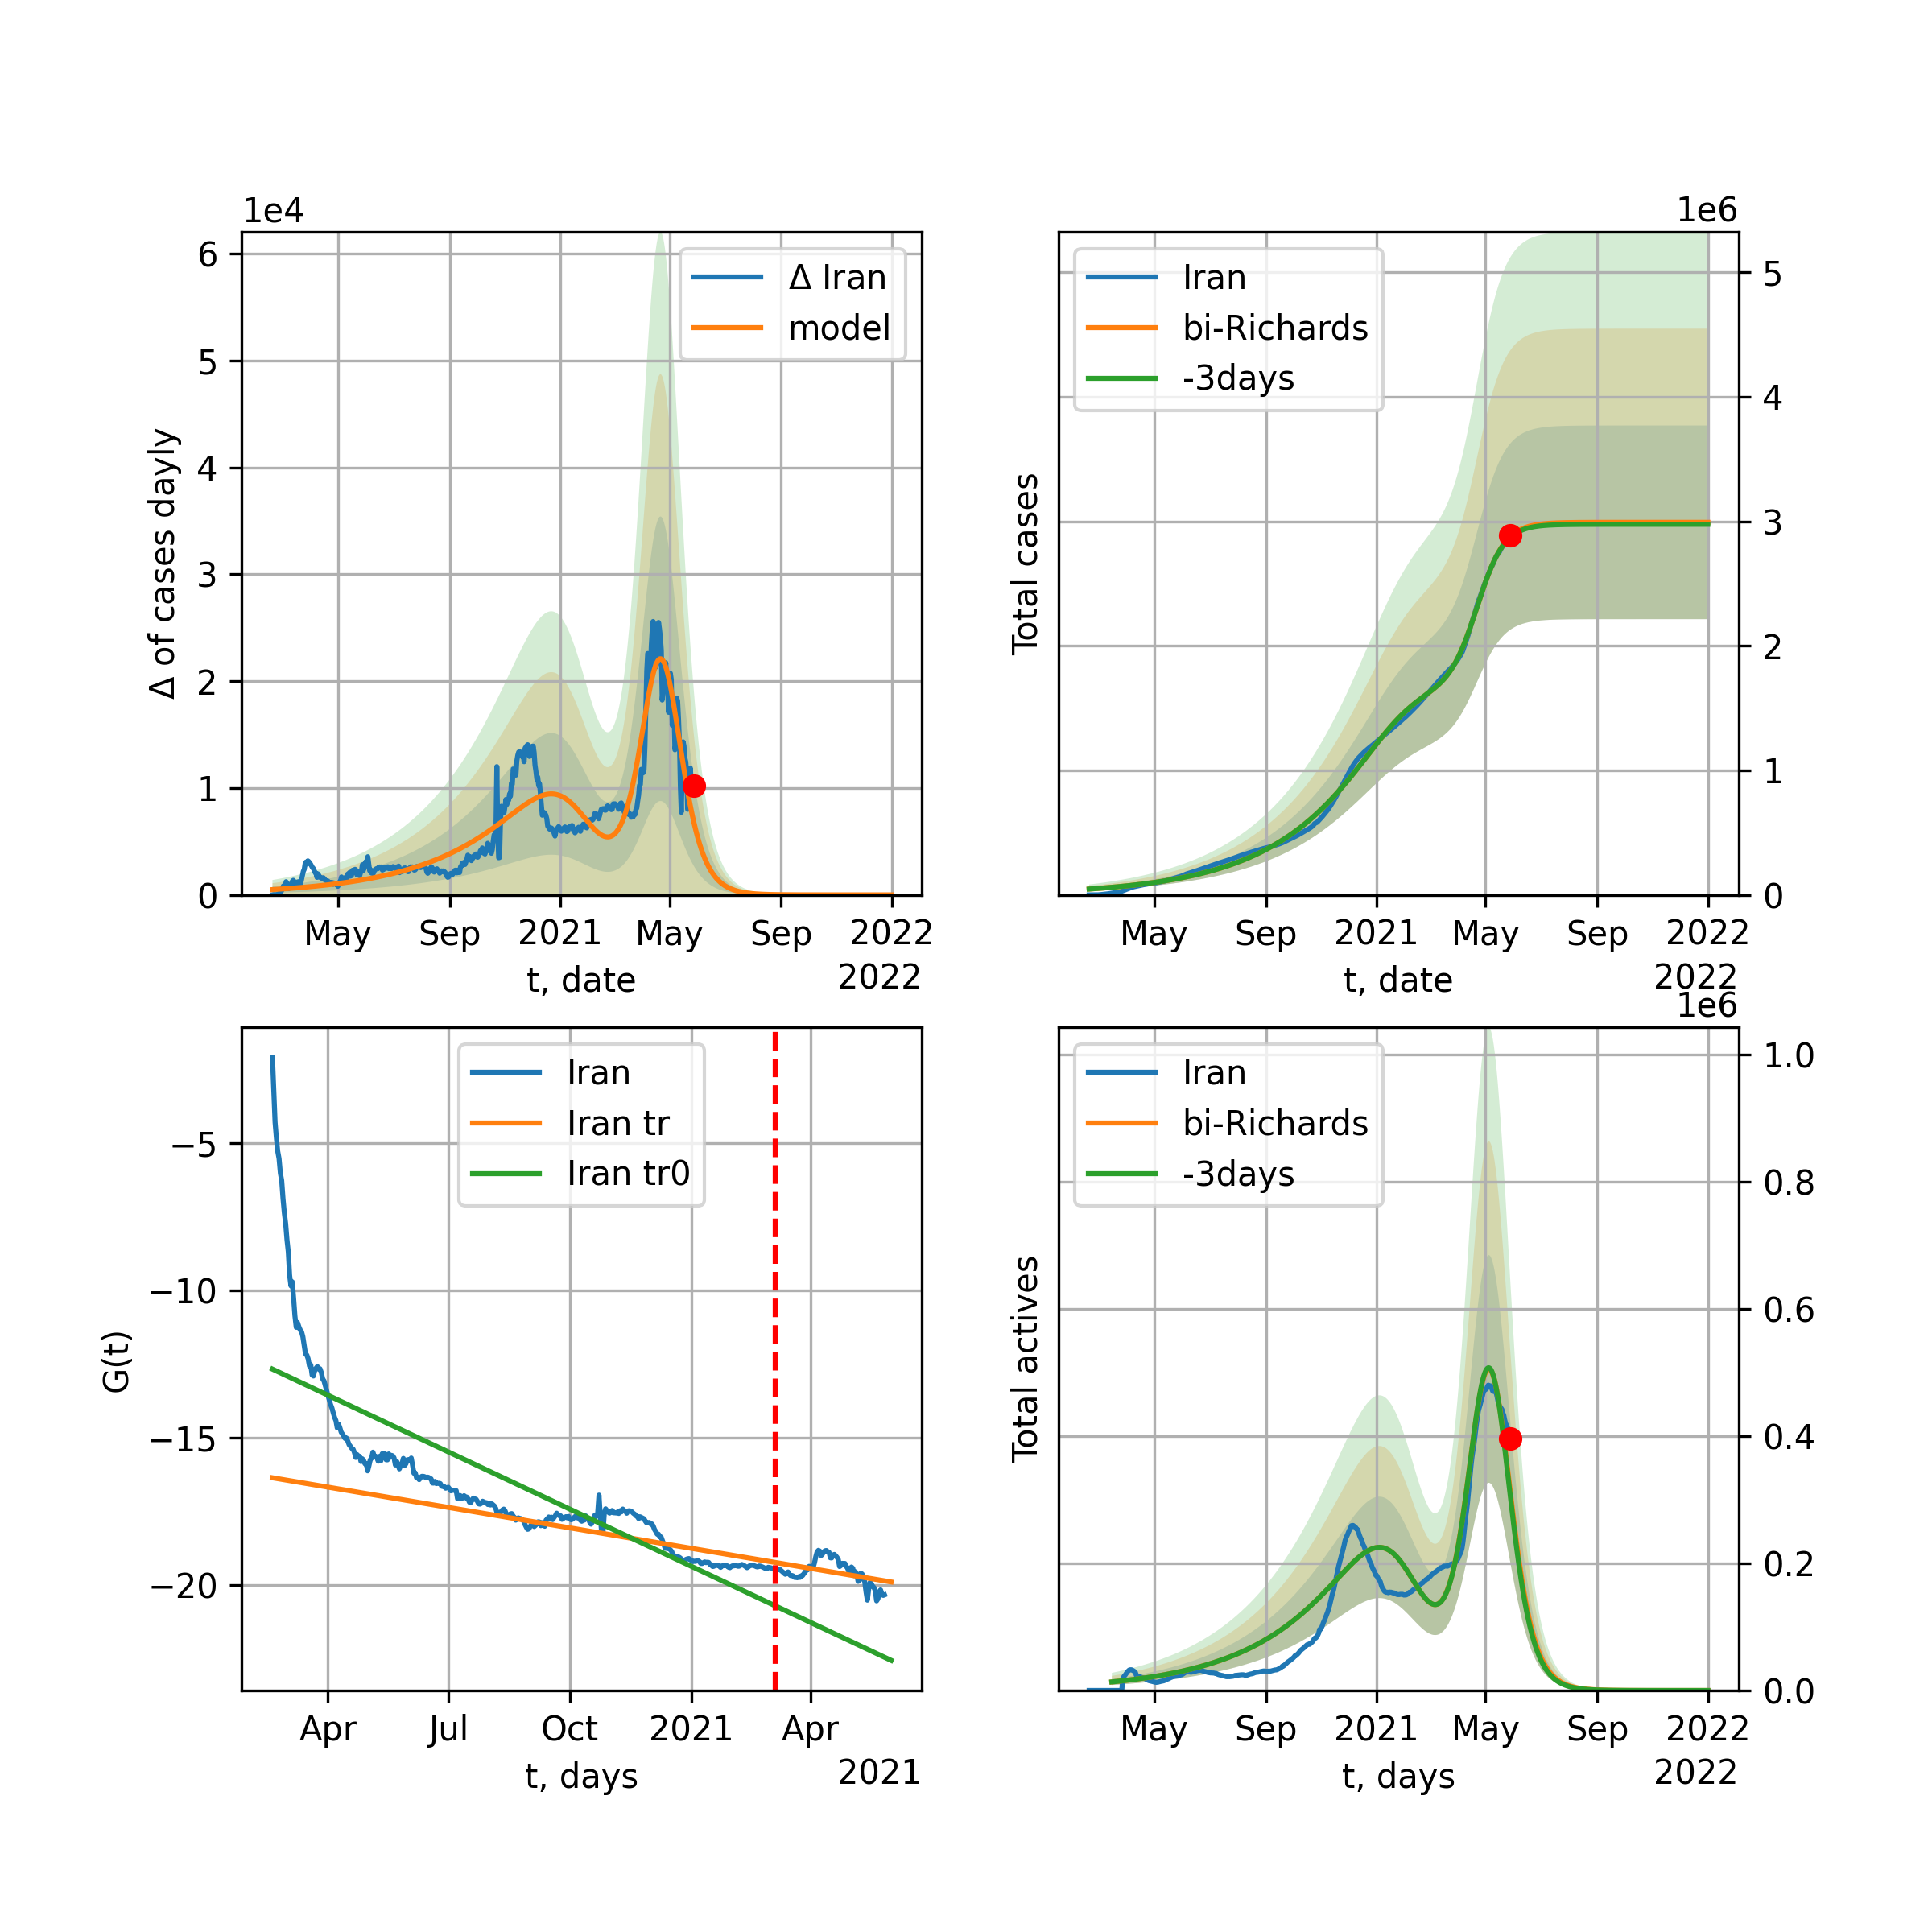 1e4
6
5
4
3
2
1
0
Δ of cases dayly
Δ Iran
model
May Sep 2021 May Sep 2022
t, date
2022
1e6
5
4
3
2
1
0
Total cases
Iran
bi-Richards
-3days
May Sep 2021 May Sep 2022
t, date
2022
−5
−10
−15
−20
G(t)
Iran
Iran tr
Iran tr0
Apr Jul Oct 2021 Apr
t, days
2021
1e6
1.0
0.8
0.6
0.4
0.2
0.0
Total actives
Iran
bi-Richards
-3days
May Sep 2021 May Sep 2022
t, days
2022